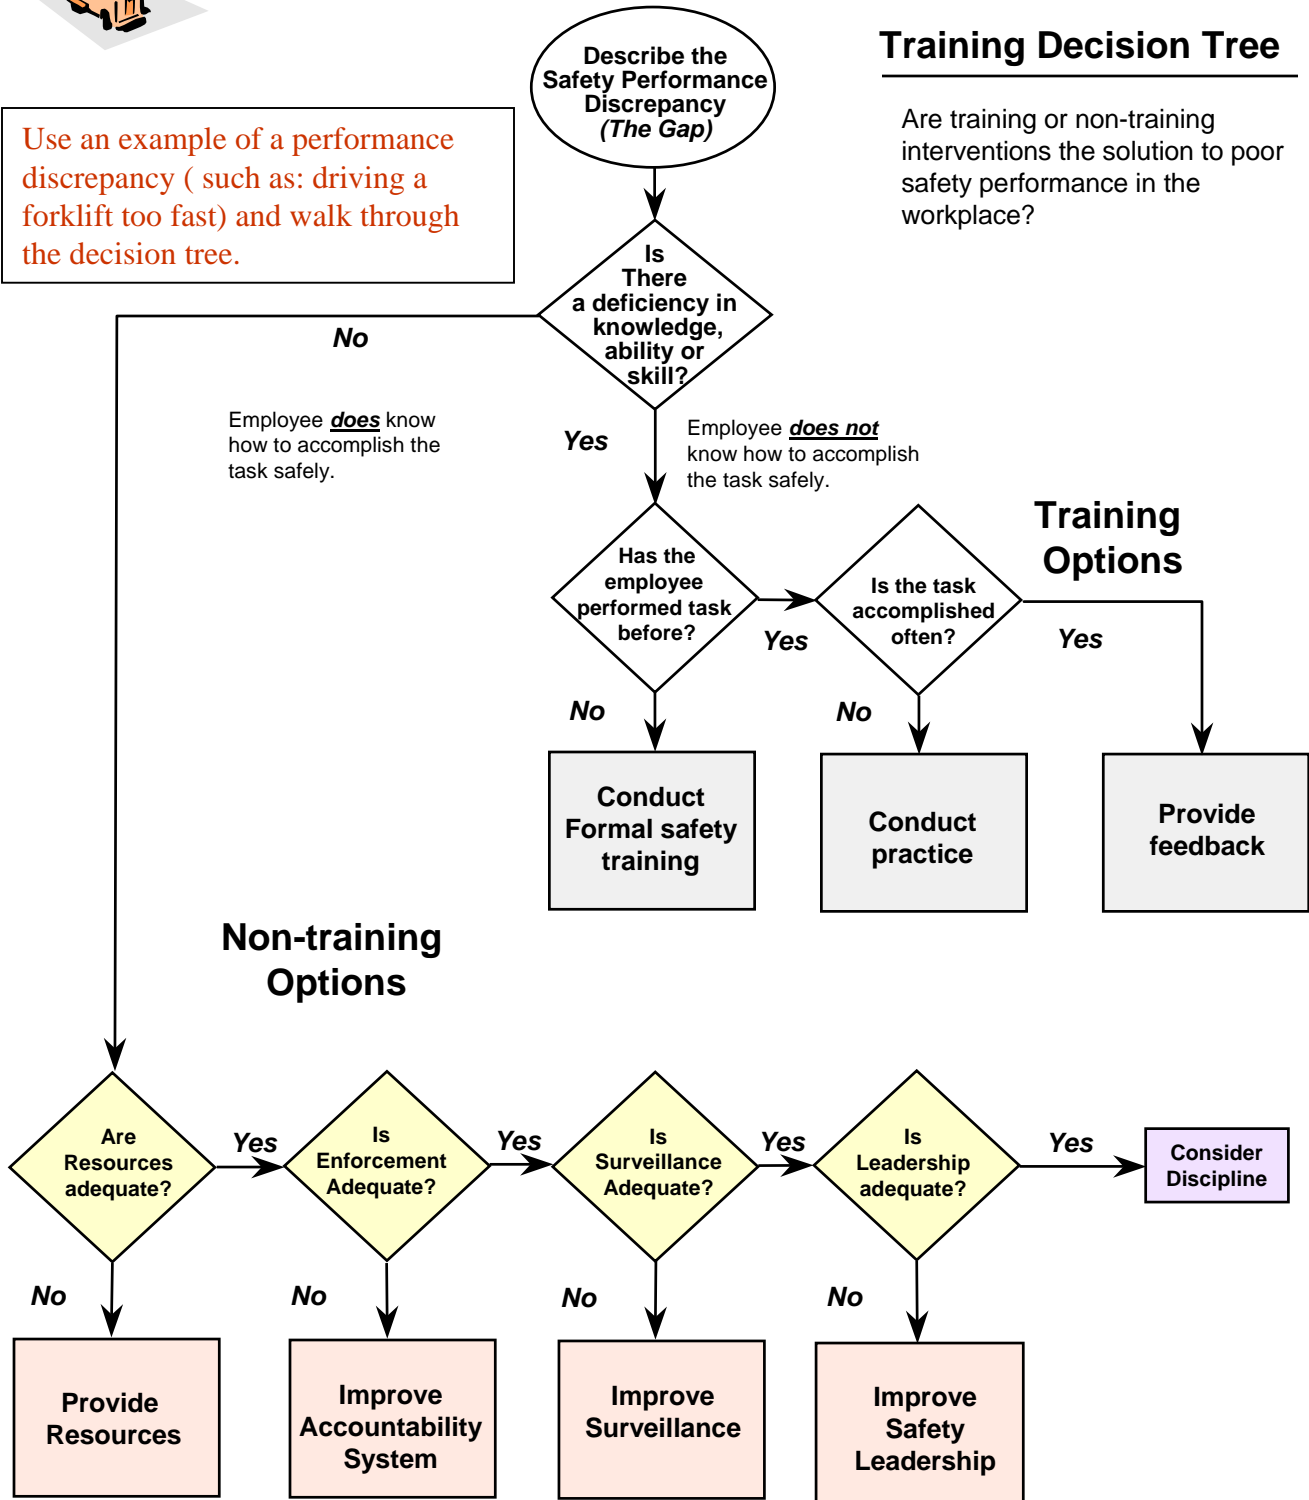 Training Decision Tree
Are training or non-training
interventions the solution to poor
safety performance in the
workplace?
Describe the
Safety Performance
Discrepancy
(The Gap)
Use an example of a performance
discrepancy ( such as: driving a
forklift too fast) and walk through
the decision tree.
Is
There
a deficiency in
knowledge,
ability or
skill?
No
Employee does know
how to accomplish the
task safely.
Yes
Employee does not
know how to accomplish
the task safely.
Training
Options
Has the
employee
performed task
before?
Yes
Is the task
accomplished
often?
Yes
No
No
Conduct
Formal safety
training
Conduct
practice
Provide
feedback
Non-training
Options
Are
Resources
adequate?
Yes
Is
Enforcement
Adequate?
Yes
Is
Surveillance
Adequate?
Yes
Is
Leadership
adequate?
Yes
Consider
Discipline
No
No
No
No
Provide
Resources
Improve
Accountability
System
Improve
Surveillance
Improve
Safety
Leadership